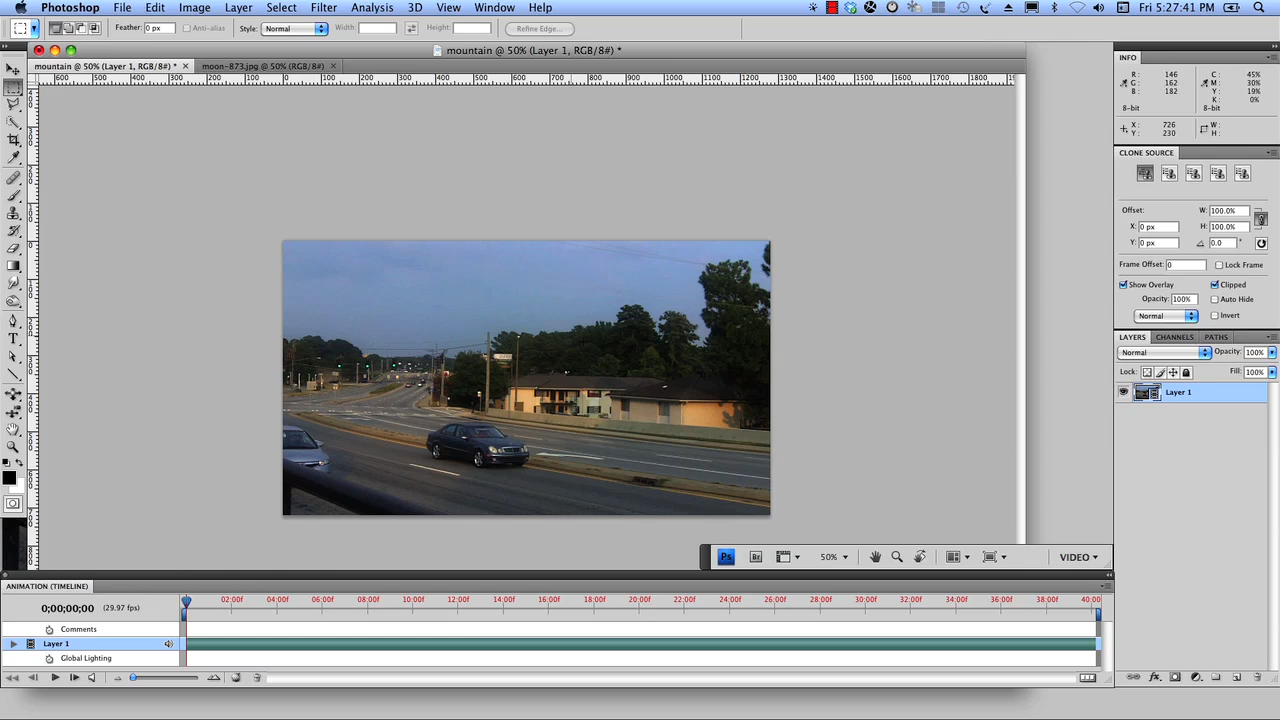 Photoshop File Edit Image Layer Select Filter Analysis 3D View Window Help Fri 5:27:41 PM
Feather: 0 px Anti-alias Style: Normal Width: Height: Refine Edge...
mountain @ 50% (Layer 1, RGB/8#) *
mountain @ 50% (Layer 1, RGB/8#) * moon-873.jpg @ 50% (RGB/8#)
INFO
R: 146 C: 45%
G: 162 M: 30%
B: 182 Y: 19%
K: 0%
8-bit 8-bit
X: 726 W:
Y: 230 H:
CLONE SOURCE
Offset: W: 100.0%
X: 0 px H: 100.0%
Y: 0 px 0.0 °
Frame Offset: 0 Lock Frame
Show Overlay Clipped
Opacity: 100% Auto Hide
Normal Invert
LAYERS CHANNELS PATHS
Normal Opacity: 100%
Lock: Fill: 100%
Layer 1
Ps Br 50% VIDEO
ANIMATION (TIMELINE)
0;00;00;00 (29.97 fps) 02:00f 04:00f 06:00f 08:00f 10:00f 12:00f 14:00f 16:00f 18:00f 20:00f 22:00f 24:00f 26:00f 28:00f 30:00f 32:00f 34:00f 36:00f 38:00f 40:00
Comments
Layer 1
Global Lighting